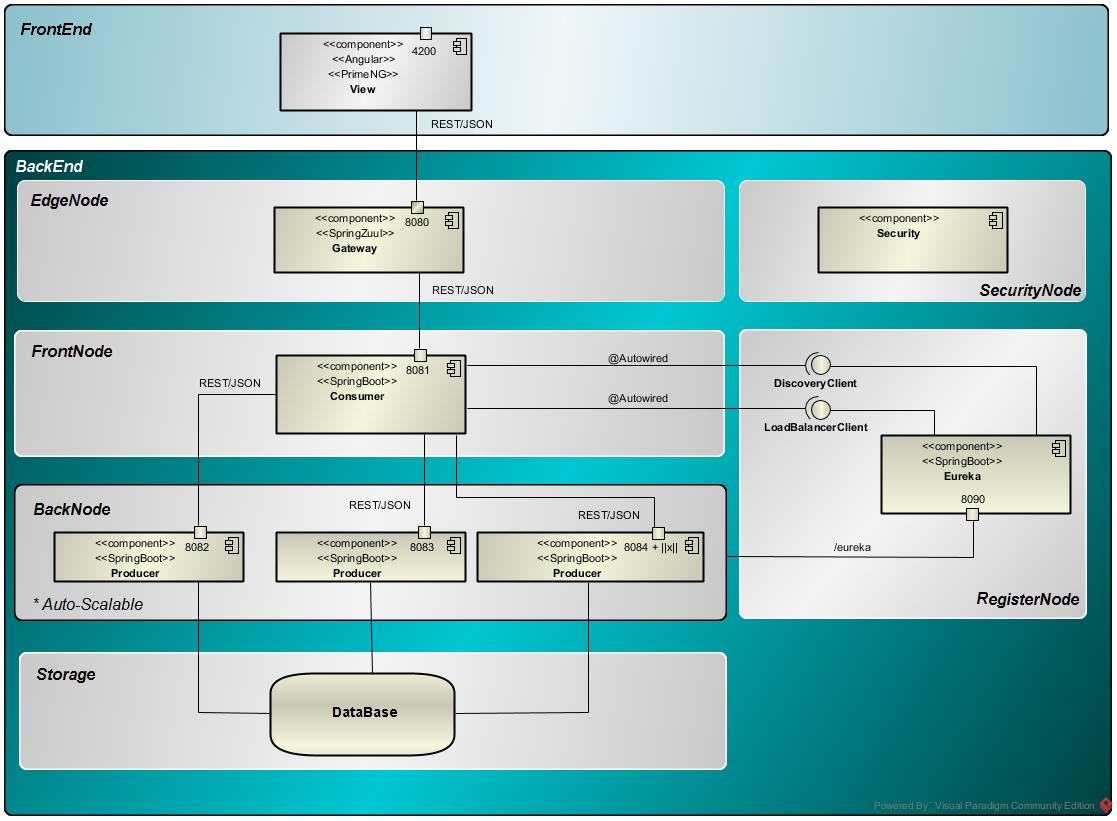 FrontEnd
<<component>>
4200
<<Angular>>
<<PrimeNG>>
View
REST/JSON
BackEnd
EdgeNode
<<component>>
8080
<<SpringZuul>>
Gateway
REST/JSON
<<component>>
Security
SecurityNode
FrontNode
<<component>>
8081
<<SpringBoot>>
Consumer
REST/JSON
@Autowired
DiscoveryClient
@Autowired
LoadBalancerClient
<<component>>
<<SpringBoot>>
Eureka
8090
/eureka
RegisterNode
BackNode
REST/JSON
REST/JSON
<<component>>
8082
<<SpringBoot>>
Producer
<<component>>
8083
<<SpringBoot>>
Producer
<<component>>
8084 + ||x||
<<SpringBoot>>
Producer
* Auto-Scalable
Storage
DataBase
Powered By Visual Paradigm Community Edition